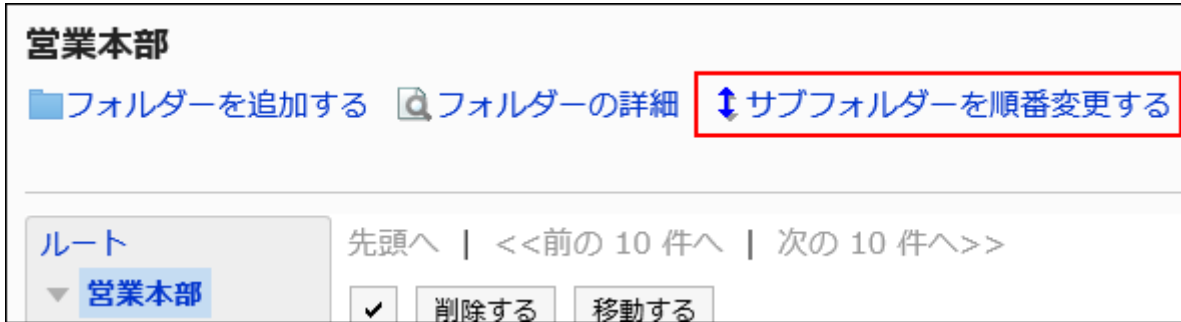 営業本部
フォルダーを追加する フォルダーの詳細 サブフォルダーを順番変更する
ルート
営業本部
先頭へ | <<前の 10 件へ | 次の 10 件へ>>
削除する 移動する